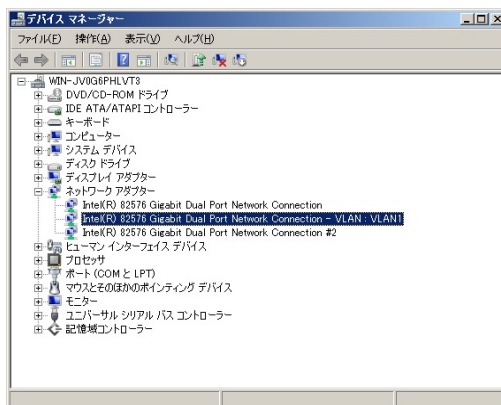 デバイス マネージャー
ファイル(F) 操作(A) 表示(V) ヘルプ(H)
WIN-JV0G6PHLVT3
DVD/CD-ROM ドライブ
IDE ATA/ATAPI コントローラー
キーボード
コンピューター
システム デバイス
ディスク ドライブ
ディスプレイ アダプター
ネットワーク アダプター
Intel(R) 82576 Gigabit Dual Port Network Connection
Intel(R) 82576 Gigabit Dual Port Network Connection - VLAN : VLAN1
Intel(R) 82576 Gigabit Dual Port Network Connection #2
ヒューマン インターフェイス デバイス
プロセッサ
ポート (COM と LPT)
マウスとそのほかのポインティング デバイス
モニター
ユニバーサル シリアル バス コントローラー
記憶域コントローラー